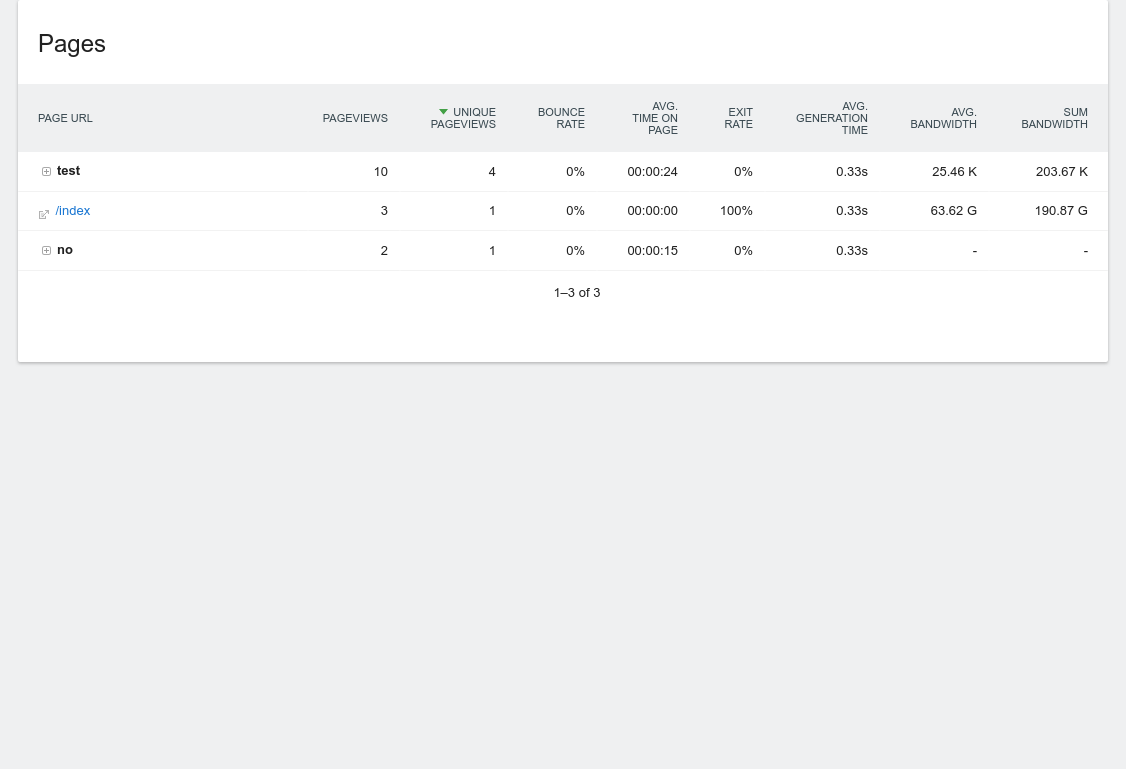 Pages
PAGE URL PAGEVIEWS UNIQUE PAGEVIEWS BOUNCE RATE AVG. TIME ON PAGE EXIT RATE AVG. GENERATION TIME AVG. BANDWIDTH SUM BANDWIDTH
test 10 4 0% 00:00:24 0% 0.33s 25.46 K 203.67 K
/index 3 1 0% 00:00:00 100% 0.33s 63.62 G 190.87 G
no 2 1 0% 00:00:15 0% 0.33s - -
1–3 of 3